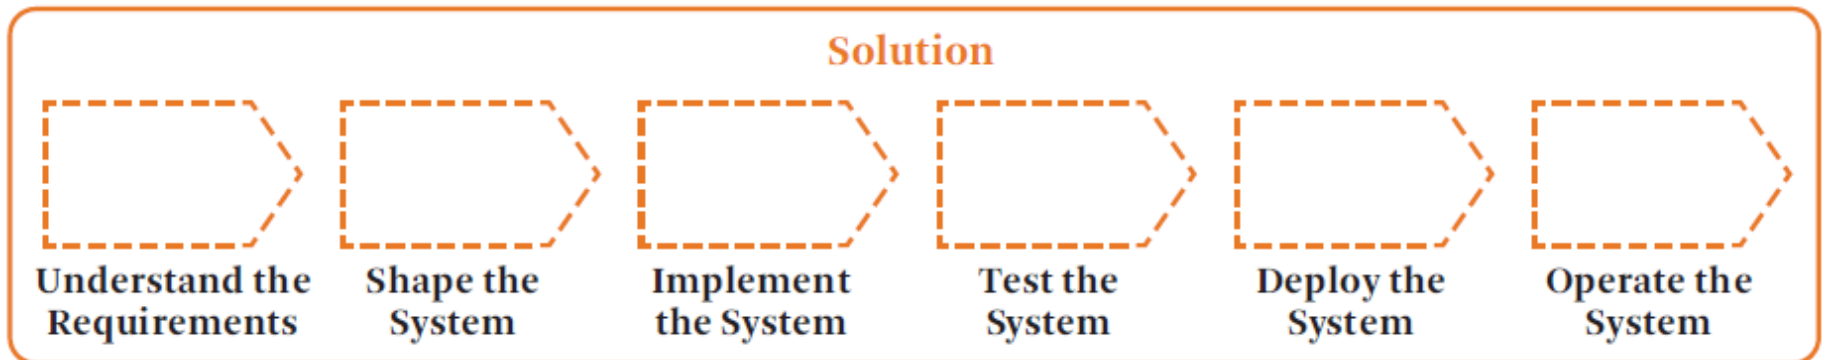 Solution
Understand the
Requirements
Shape the
System
Implement
the System
Test the
System
Deploy the
System
Operate the
System